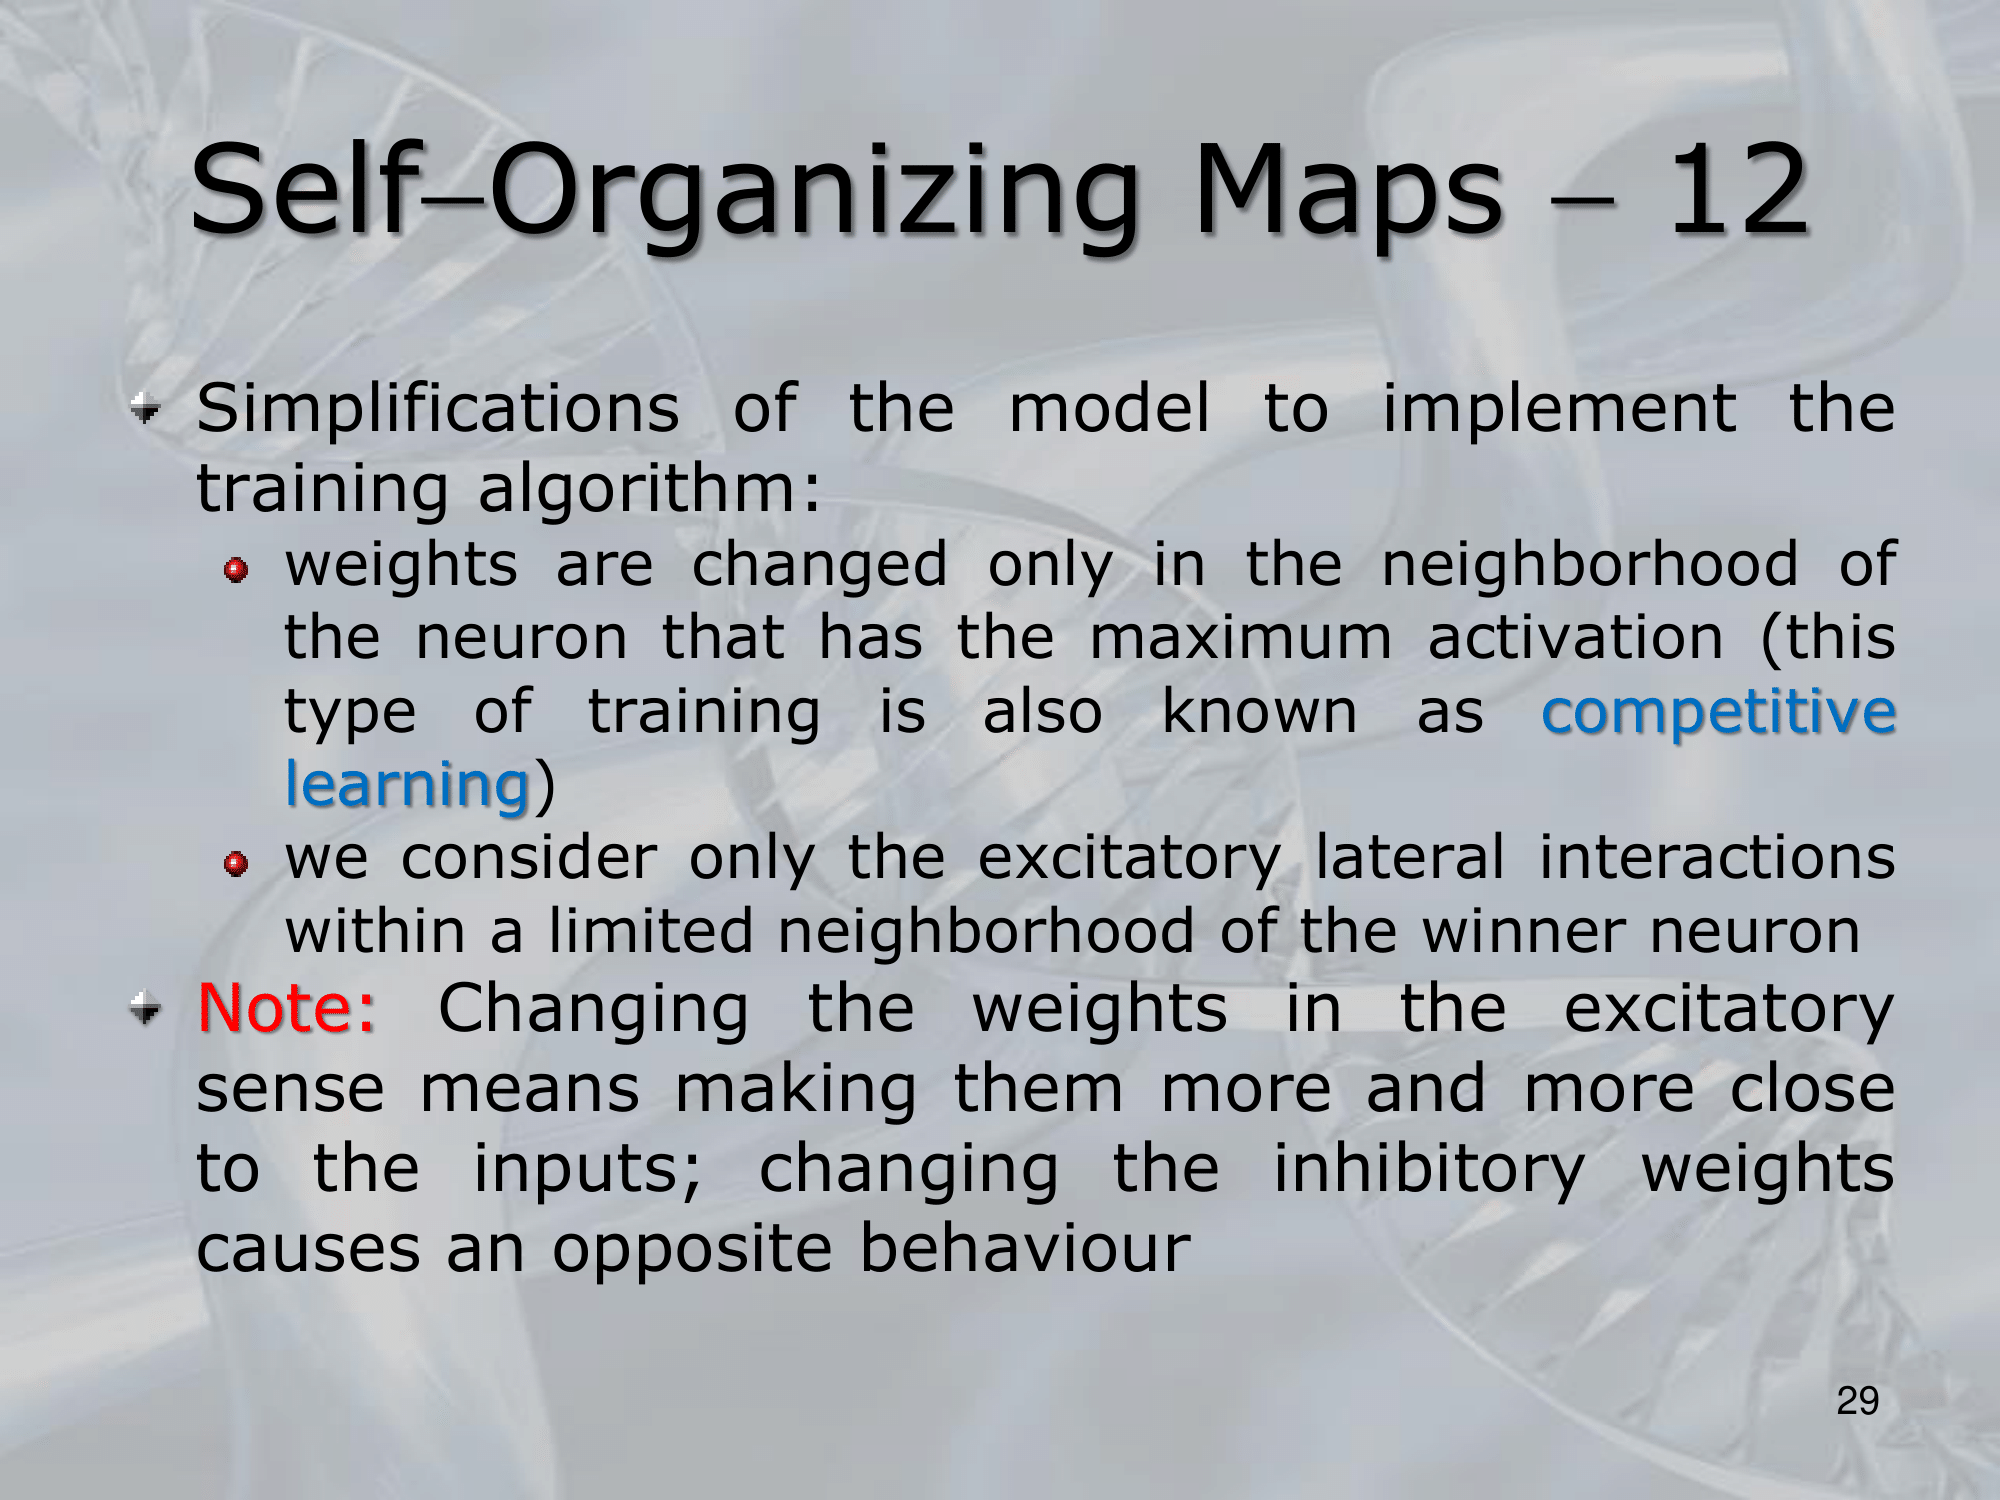 Self–Organizing Maps – 12
Simplifications of the model to implement the
training algorithm:
weights are changed only in the neighborhood of
the neuron that has the maximum activation (this
type of training is also known as competitive
learning)
we consider only the excitatory lateral interactions
within a limited neighborhood of the winner neuron
Note: Changing the weights in the excitatory
sense means making them more and more close
to the inputs; changing the inhibitory weights
causes an opposite behaviour
29